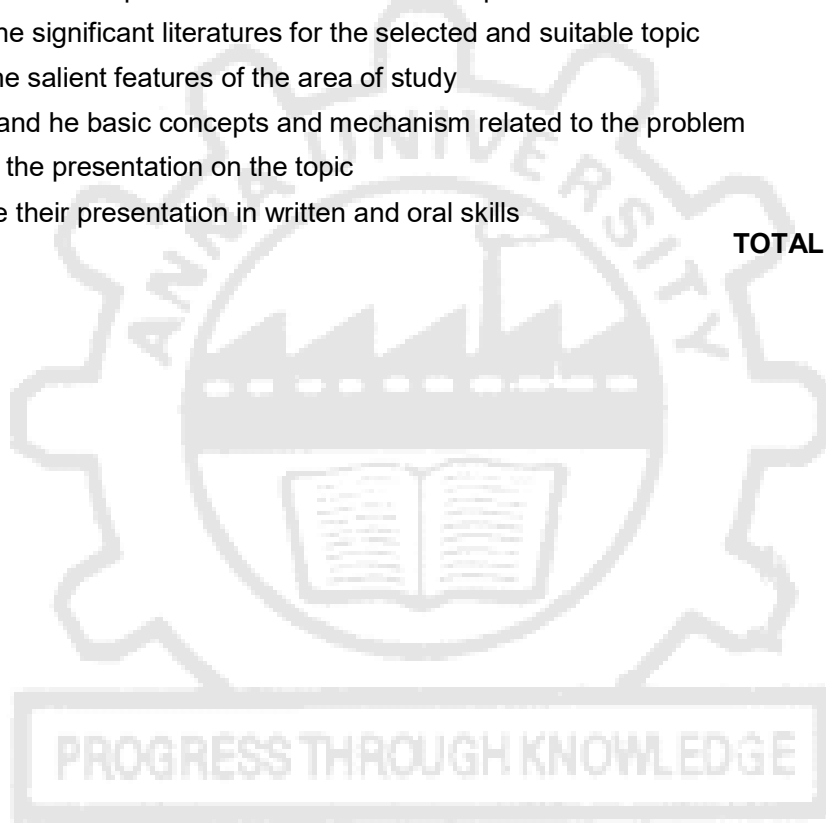 he significant literatures for the selected and suitable topic
he salient features of the area of study
and he basic concepts and mechanism related to the problem
the presentation on the topic
e their presentation in written and oral skills
TOTAL
ANNA UNIVERSITY
PROGRESS THROUGH KNOWLEDGE